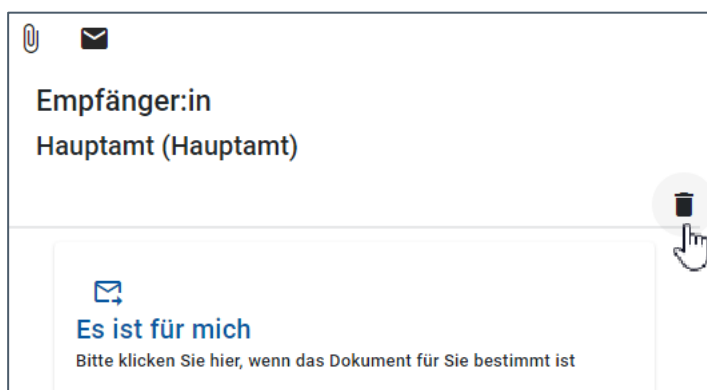 Empfänger:in
Hauptamt (Hauptamt)
Es ist für mich
Bitte klicken Sie hier, wenn das Dokument für Sie bestimmt ist